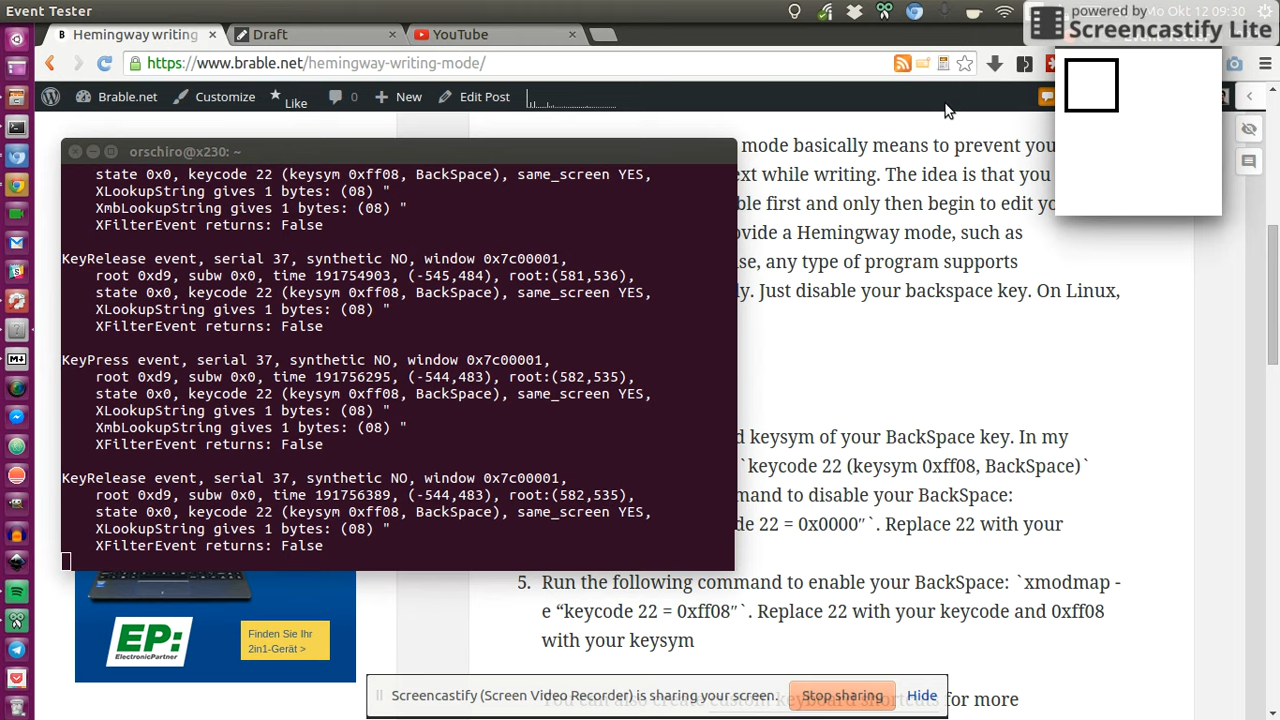 Event Tester
Mo Okt 12 09:30
powered by
Screencastify Lite
Hemingway writing
Draft
YouTube
https://www.brable.net/hemingway-writing-mode/
Brable.net
Customize
Like
0
New
Edit Post
orschiro@x230: ~
state 0x0, keycode 22 (keysym 0xff08, BackSpace), same_screen YES,
XLookupString gives 1 bytes: (08) "
XmbLookupString gives 1 bytes: (08) "
XFilterEvent returns: False
KeyRelease event, serial 37, synthetic NO, window 0x7c00001,
root 0xd9, subw 0x0, time 191754903, (-545,484), root:(581,536),
state 0x0, keycode 22 (keysym 0xff08, BackSpace), same_screen YES,
XLookupString gives 1 bytes: (08) "
XFilterEvent returns: False
KeyPress event, serial 37, synthetic NO, window 0x7c00001,
root 0xd9, subw 0x0, time 191756295, (-544,483), root:(582,535),
state 0x0, keycode 22 (keysym 0xff08, BackSpace), same_screen YES,
XLookupString gives 1 bytes: (08) "
XmbLookupString gives 1 bytes: (08) "
XFilterEvent returns: False
KeyRelease event, serial 37, synthetic NO, window 0x7c00001,
root 0xd9, subw 0x0, time 191756389, (-544,483), root:(582,535),
state 0x0, keycode 22 (keysym 0xff08, BackSpace), same_screen YES,
XLookupString gives 1 bytes: (08) "
XFilterEvent returns: False
mode basically means to prevent you
xt while writing. The idea is that you
ble first and only then begin to edit yo
ovide a Hemingway mode, such as
se, any type of program supports
ly. Just disable your backspace key. On Linux,
d keysym of your BackSpace key. In my
`keycode 22 (keysym 0xff08, BackSpace)`
mand to disable your BackSpace:
de 22 = 0x0000″`. Replace 22 with your
5. Run the following command to enable your BackSpace: `xmodmap -
e “keycode 22 = 0xff08″`. Replace 22 with your keycode and 0xff08
with your keysym
for more
EP:
ElectronicPartner
Finden Sie Ihr
2in1-Gerät >
Screencastify (Screen Video Recorder) is sharing your screen.
Stop sharing
Hide